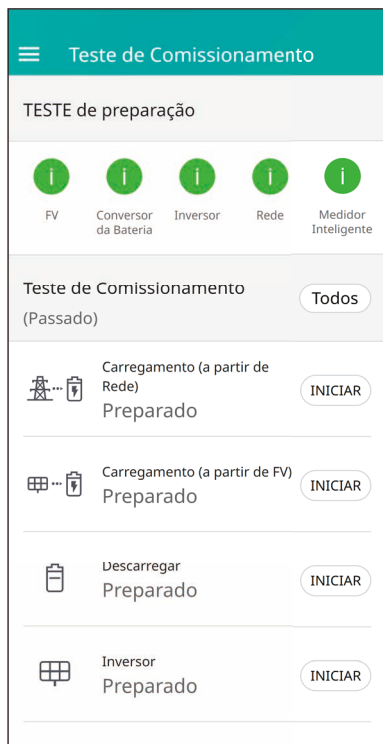 Teste de Comissionamento
TESTE de preparação
i i i i i
FV Conversor Inversor Rede Medidor
da Bateria Inteligente
Teste de Comissionamento
Todos
(Passado)
Carregamento (a partir de
Rede)
INICIAR
Preparado
Carregamento (a partir de FV)
INICIAR
Preparado
Descarregar
INICIAR
Preparado
Inversor
INICIAR
Preparado